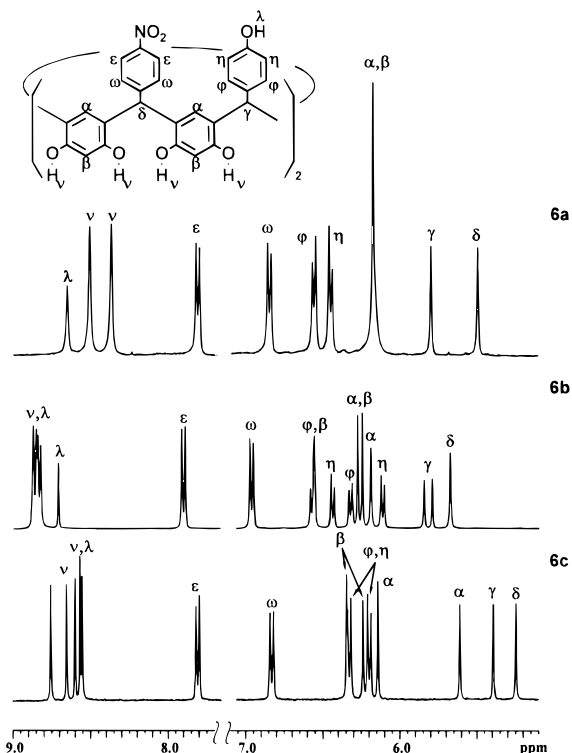 λ
NO2 OH
ε ε η η
ω ω φ φ
α,β
α δ α γ
β β
O O O O
H H H H
ν ν ν ν
2
6a
λ ν ν ε ω φ η γ δ
6b
ν,λ λ ε ω φ,β η φ α,β α η γ δ
6c
ν ν,λ ε ω β φ,η α α γ δ
9.0 8.0 7.0 6.0 ppm